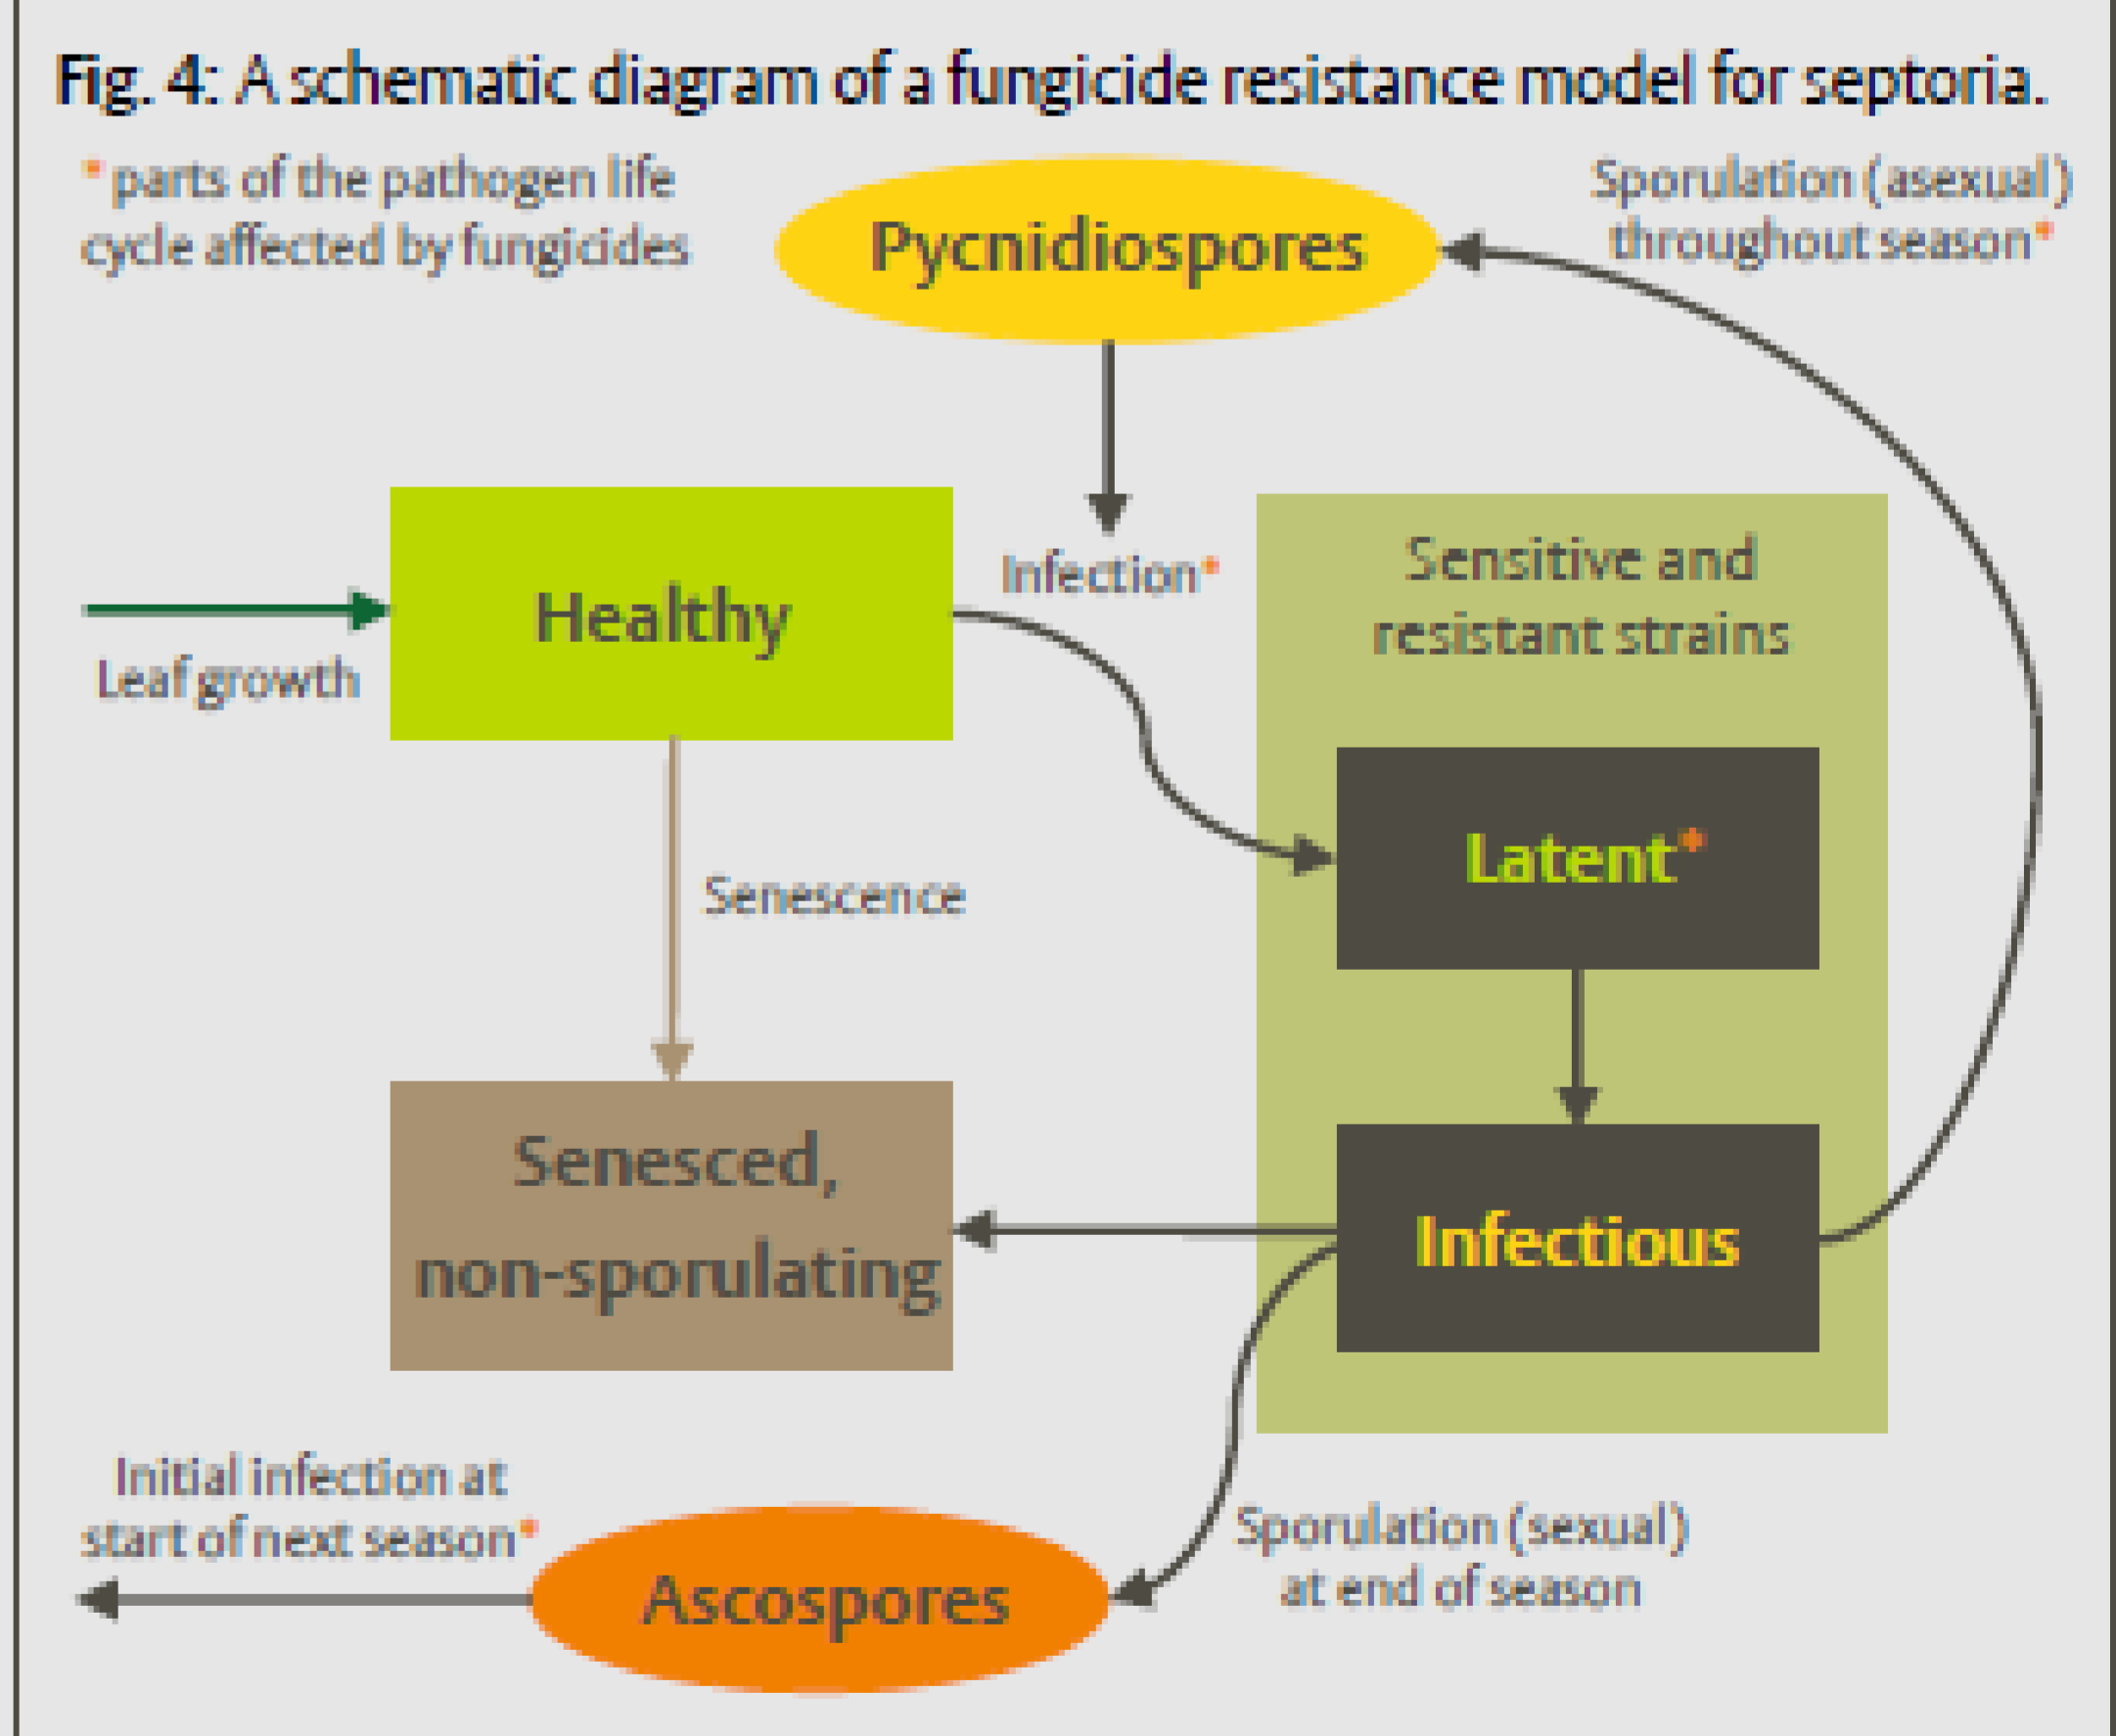 Fig. 4: A schematic diagram of a fungicide resistance model for septoria.
* parts of the pathogen life
cycle affected by fungicides
Pycnidiospores
Sporulation (asexual)
throughout season*
Healthy
Infection*
Sensitive and
resistant strains
Leaf growth
Latent*
Senescence
Senesced,
non-sporulating
Infectious
Initial infection at
start of next season*
Ascospores
Sporulation (sexual)
at end of season